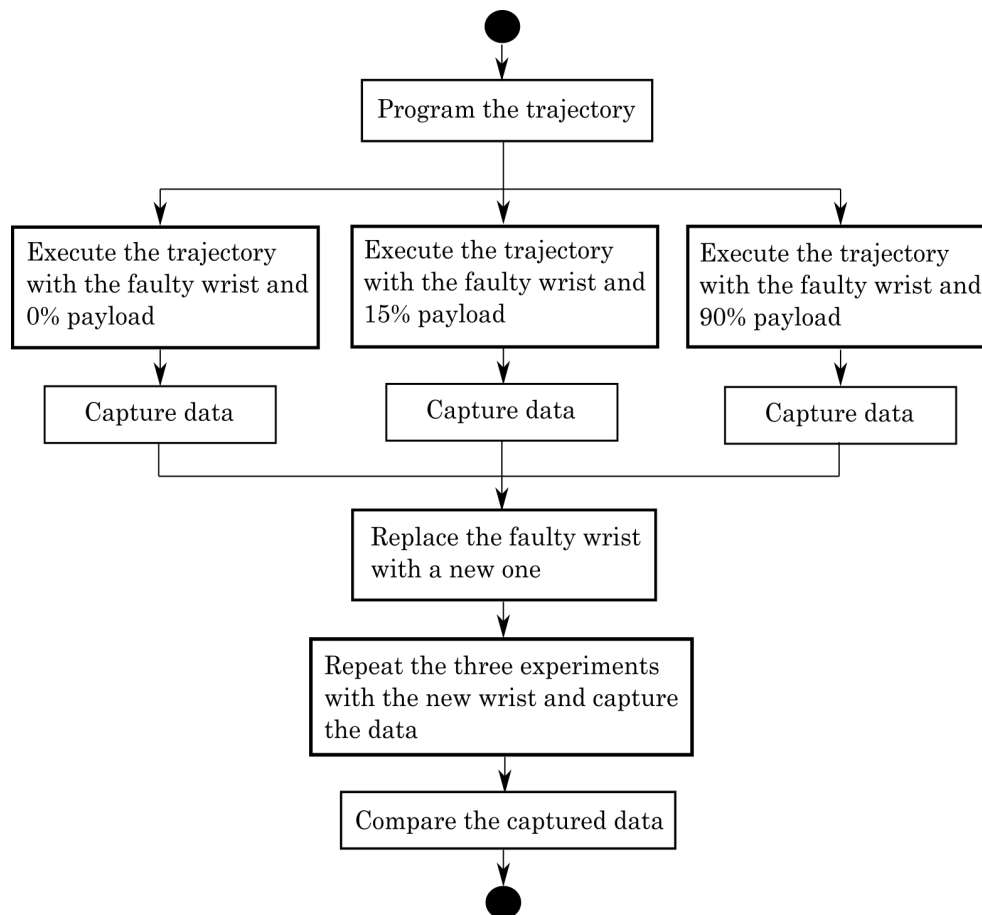 Program the trajectory
Execute the trajectory
with the faulty wrist and
0% payload
Execute the trajectory
with the faulty wrist and
15% payload
Execute the trajectory
with the faulty wrist and
90% payload
Capture data
Capture data
Capture data
Replace the faulty wrist
with a new one
Repeat the three experiments
with the new wrist and capture
the data
Compare the captured data